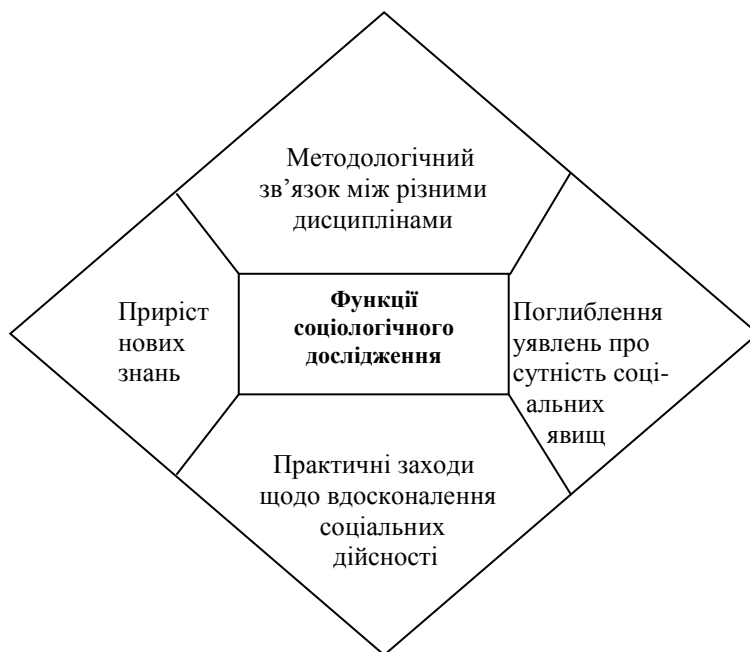 Методологічний
зв’язок між різними
дисциплінами
Приріст
нових
знань
Функції
соціологічного
дослідження
Поглиблення
уявлень про
сутність соці-
альних
явищ
Практичні заходи
щодо вдосконалення
соціальних
дійсності